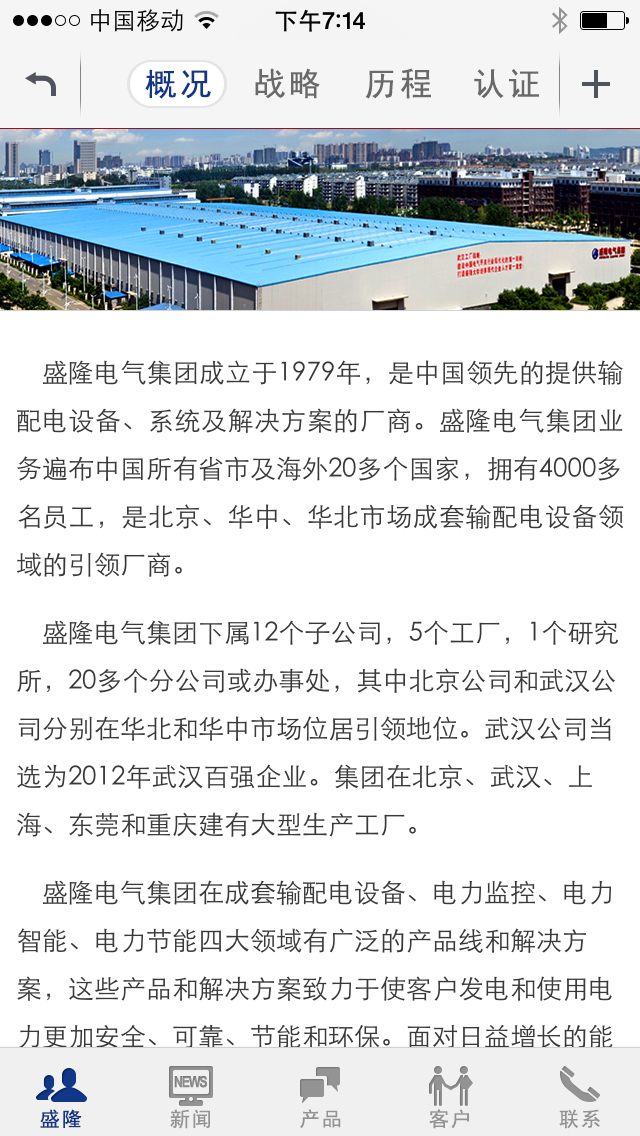 中国移动
下午7:14
概况
战略
历程
认证
盛隆电气集团成立于1979年，是中国领先的提供输
配电设备、系统及解决方案的厂商。盛隆电气集团业
务遍布中国所有省市及海外20多个国家，拥有4000多
名员工，是北京、华中、华北市场成套输配电设备领
域的引领厂商。
盛隆电气集团下属12个子公司，5个工厂，1个研究
所，20多个分公司或办事处，其中北京公司和武汉公
司分别在华北和华中市场位居引领地位。武汉公司当
选为2012年武汉百强企业。集团在北京、武汉、上
海、东莞和重庆建有大型生产工厂。
盛隆电气集团在成套输配电设备、电力监控、电力
智能、电力节能四大领域有广泛的产品线和解决方
案，这些产品和解决方案致力于使客户发电和使用电
力更加安全、可靠、节能和环保。面对日益增长的能
NEWS
盛隆
新闻
产品
客户
联系